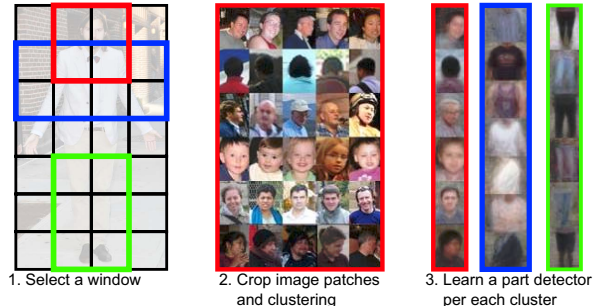 1. Select a window
2. Crop image patches
and clustering
3. Learn a part detector
per each cluster